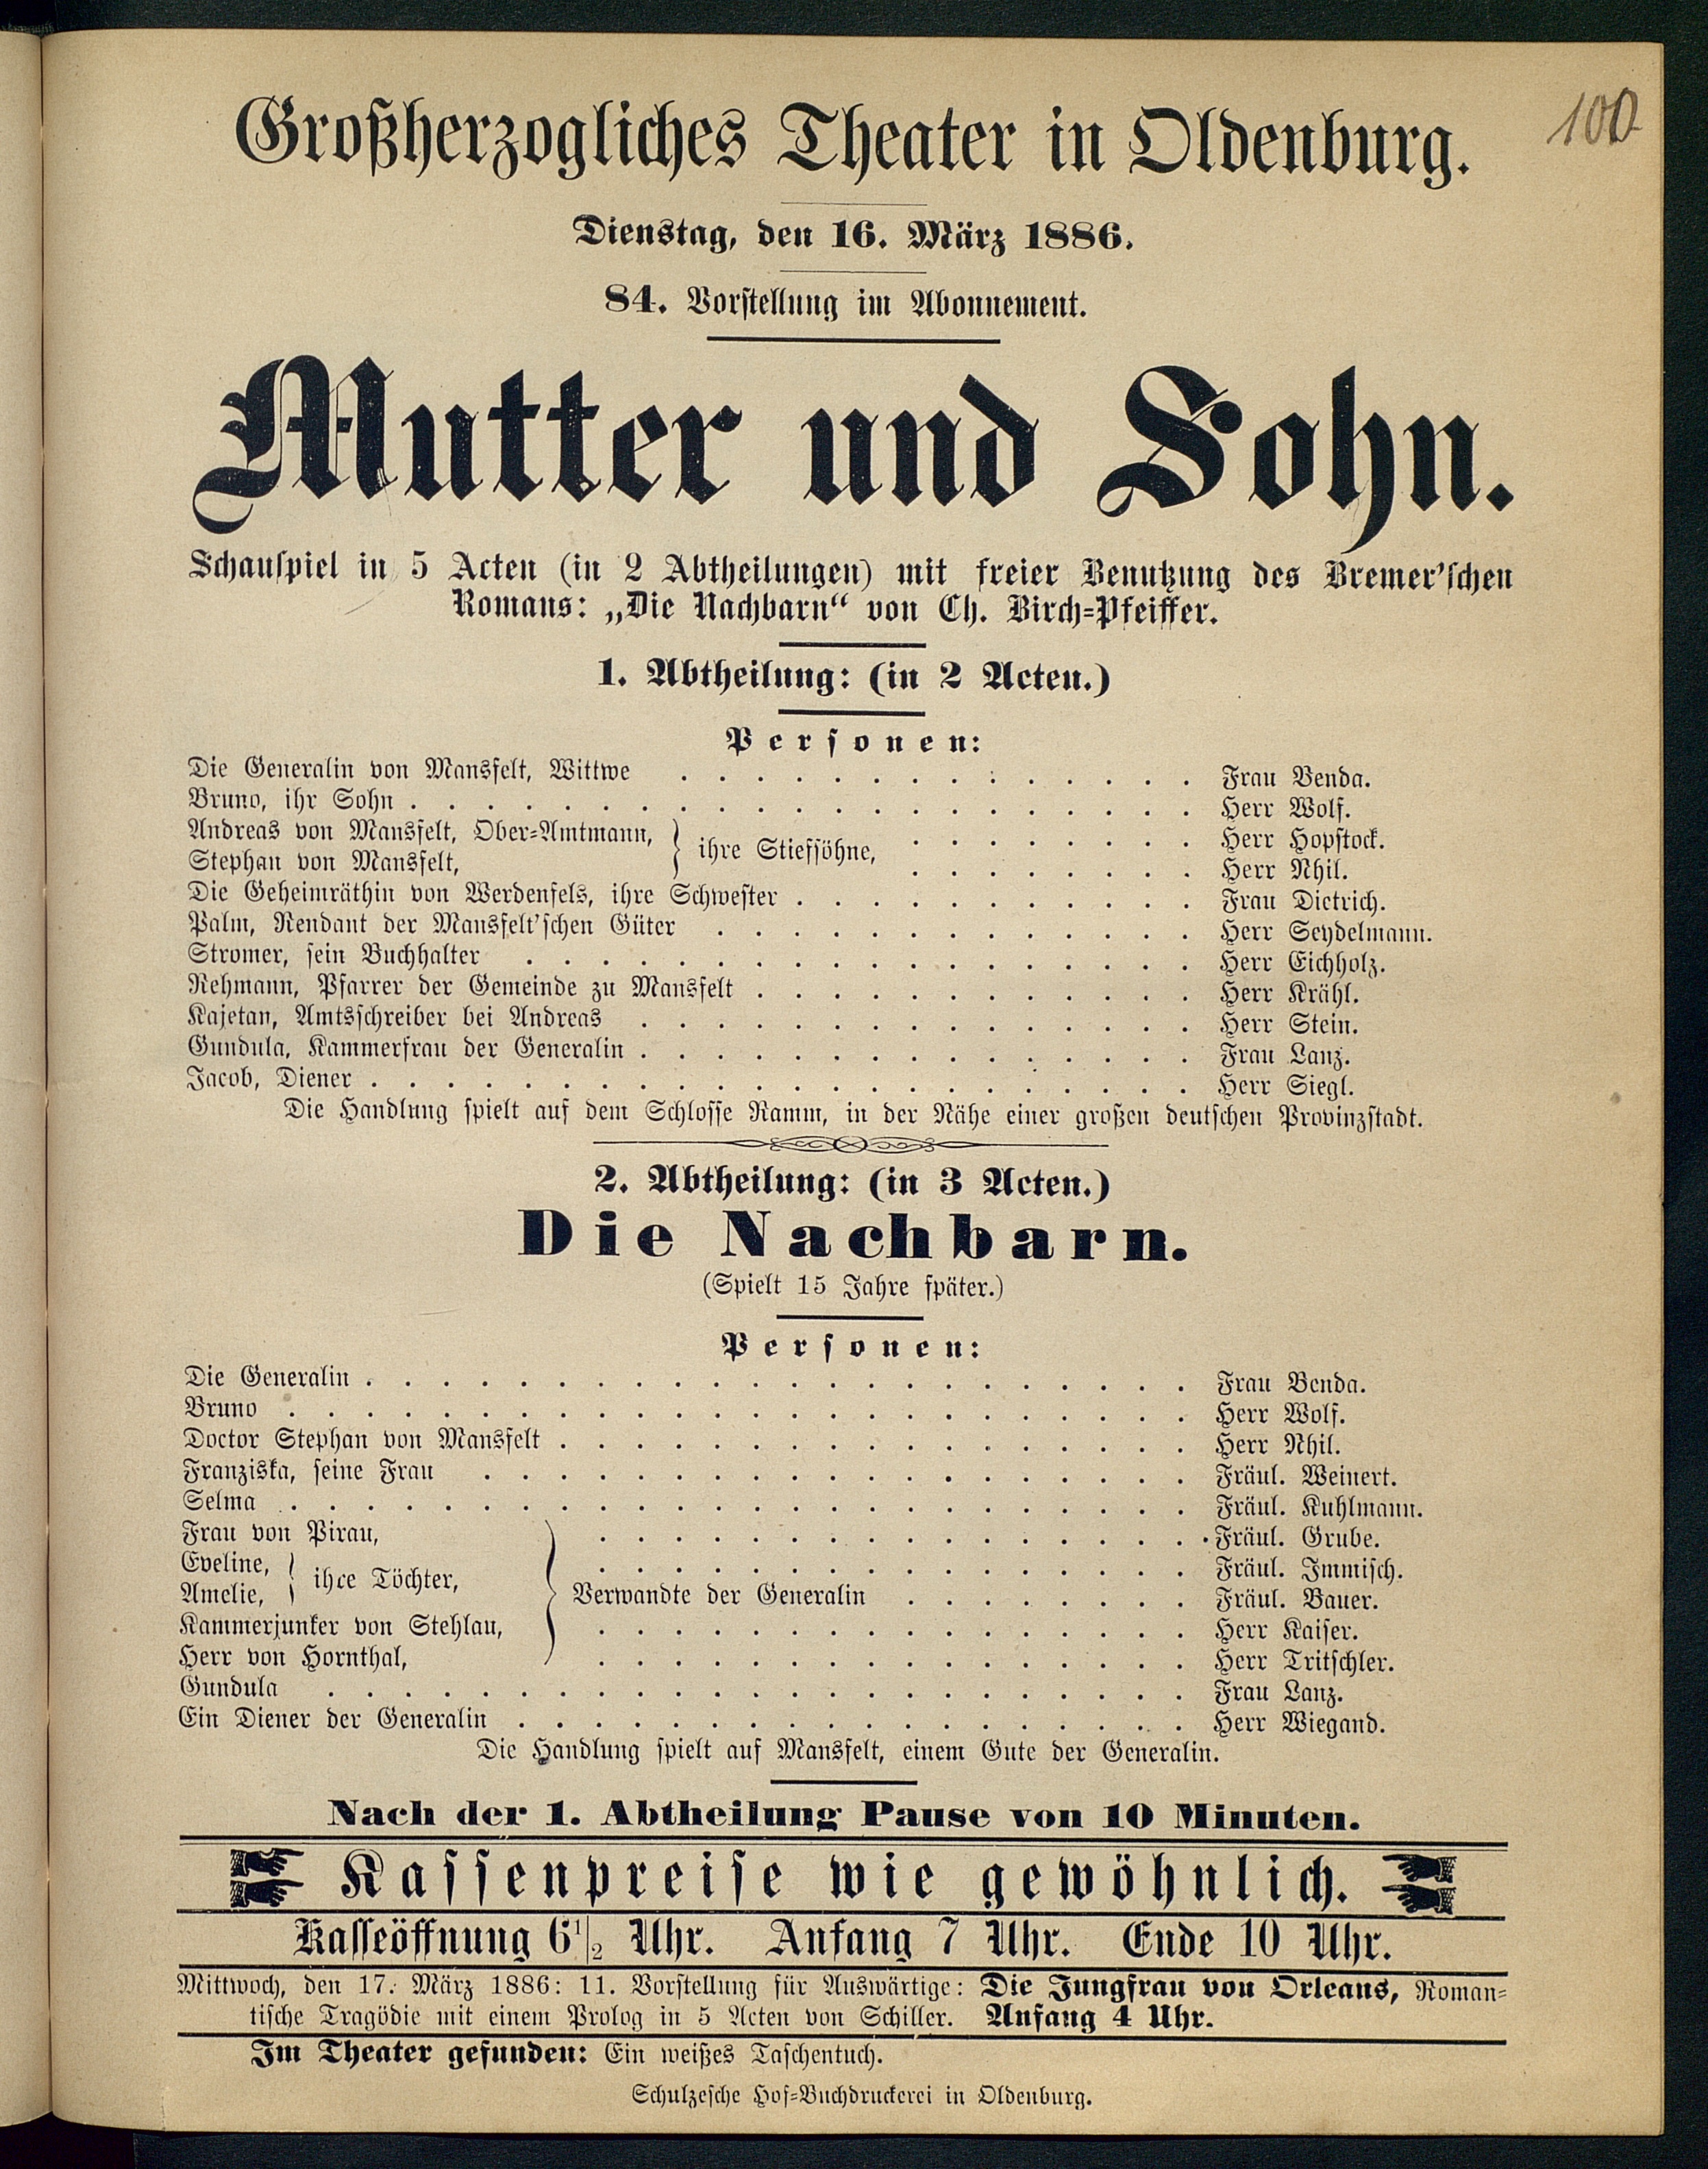 100
Großherzogliches Theater in Oldenburg.
Dienstag, den 16. März 1886.
84. Vorstellung im Abonnement.
Mutter und Sohn.
Schauspiel in 5 Acten (in 2 Abtheilungen) mit freier Benutzung des Bremer'schen
Romans: „Die Nachbarn“ von Ch. Birch-Pfeiffer.
1. Abtheilung: (in 2 Acten.)
Personen:
Die Generalin von Mansfelt, Wittwe . . . . . . . . . . . . . . Frau Benda.
Bruno, ihr Sohn . . . . . . . . . . . . . . . . . . . . . Herr Wolf.
Andreas von Mansfelt, Ober-Amtmann, } ihre Stiefsöhne, . . . . . . . . Herr Hopstock.
Stephan von Mansfelt, . . . . . . . . Herr Rhil.
Die Geheimräthin von Werdenfels, ihre Schwester . . . . . . . . . . . Frau Dietrich.
Palm, Rendant der Mansfelt'schen Güter . . . . . . . . . . . . . Herr Seydelmann.
Stromer, sein Buchhalter . . . . . . . . . . . . . . . . . . Herr Eichholz.
Rehmann, Pfarrer der Gemeinde zu Mansfelt . . . . . . . . . . . . Herr Krähl.
Kajetan, Amtsschreiber bei Andreas . . . . . . . . . . . . . . . Herr Stein.
Gundula, Kammerfrau der Generalin . . . . . . . . . . . . . . . Frau Lanz.
Jacob, Diener . . . . . . . . . . . . . . . . . . . . . . Herr Siegl.
Die Handlung spielt auf dem Schlosse Ramm, in der Nähe einer großen deutschen Provinzstadt.
2. Abtheilung: (in 3 Acten.)
Die Nachbarn.
(Spielt 15 Jahre später.)
Personen:
Die Generalin . . . . . . . . . . . . . . . . . . . . . . Frau Benda.
Bruno . . . . . . . . . . . . . . . . . . . . . . . . Herr Wolf.
Doctor Stephan von Mansfelt . . . . . . . . . . . . . . . . . Herr Rhil.
Franziska, seine Frau . . . . . . . . . . . . . . . . . . . Fräul. Weinert.
Selma . . . . . . . . . . . . . . . . . . . . . . . . Fräul. Kuhlmann.
Frau von Pirau, . . . . . . . . . . . . . . . . . Fräul. Grube.
Eveline, } ihre Töchter, . . . . . . . . . . . . . . . . Fräul. Immisch.
Amelie, } Verwandte der Generalin . . . . . . . . Fräul. Bauer.
Kammerjunker von Stehlau, . . . . . . . . . . . . . . . . Herr Kaiser.
Herr von Hornthal, . . . . . . . . . . . . . . . . Herr Tritschler.
Gundula . . . . . . . . . . . . . . . . . . . . . . . Frau Lanz.
Ein Diener der Generalin . . . . . . . . . . . . . . . . . . Herr Wiegand.
Die Handlung spielt auf Mansfelt, einem Gute der Generalin.
Nach der 1. Abtheilung Pause von 10 Minuten.
Kassenpreise wie gewöhnlich.
Kasseöffnung 6 1/2 Uhr. Anfang 7 Uhr. Ende 10 Uhr.
Mittwoch, den 17. März 1886: 11. Vorstellung für Auswärtige: Die Jungfrau von Orleans, Roman-
tische Tragödie mit einem Prolog in 5 Acten von Schiller. Anfang 4 Uhr.
Im Theater gefunden: Ein weißes Taschentuch.
Schulzesche Hof-Buchdruckerei in Oldenburg.